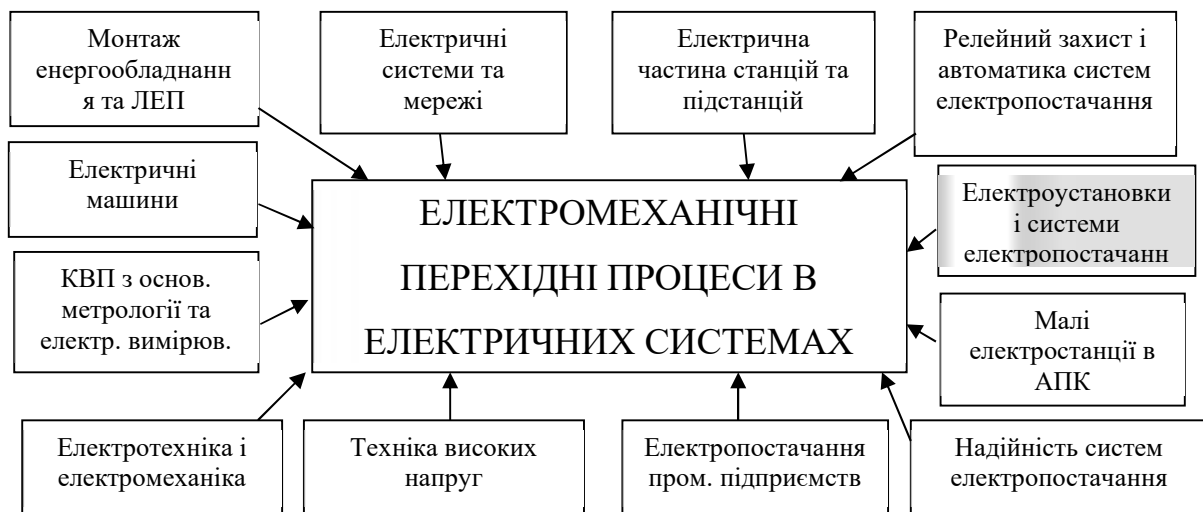 Монтаж
енергообладнанн
я та ЛЕП
Електричні
системи та
мережі
Електрична
частина станцій та
підстанцій
Релейний захист і
автоматика систем
електропостачання
Електричні
машини
ЕЛЕКТРОМЕХАНІЧНІ
ПЕРЕХІДНІ ПРОЦЕСИ В
ЕЛЕКТРИЧНИХ СИСТЕМАХ
Електроустановки
і системи
електропостачанн
КВП з основ.
метрології та
електр. вимірюв.
Малі
електростанції в
АПК
Електротехніка і
електромеханіка
Техніка високих
напруг
Електропостачання
пром. підприємств
Надійність систем
електропостачання